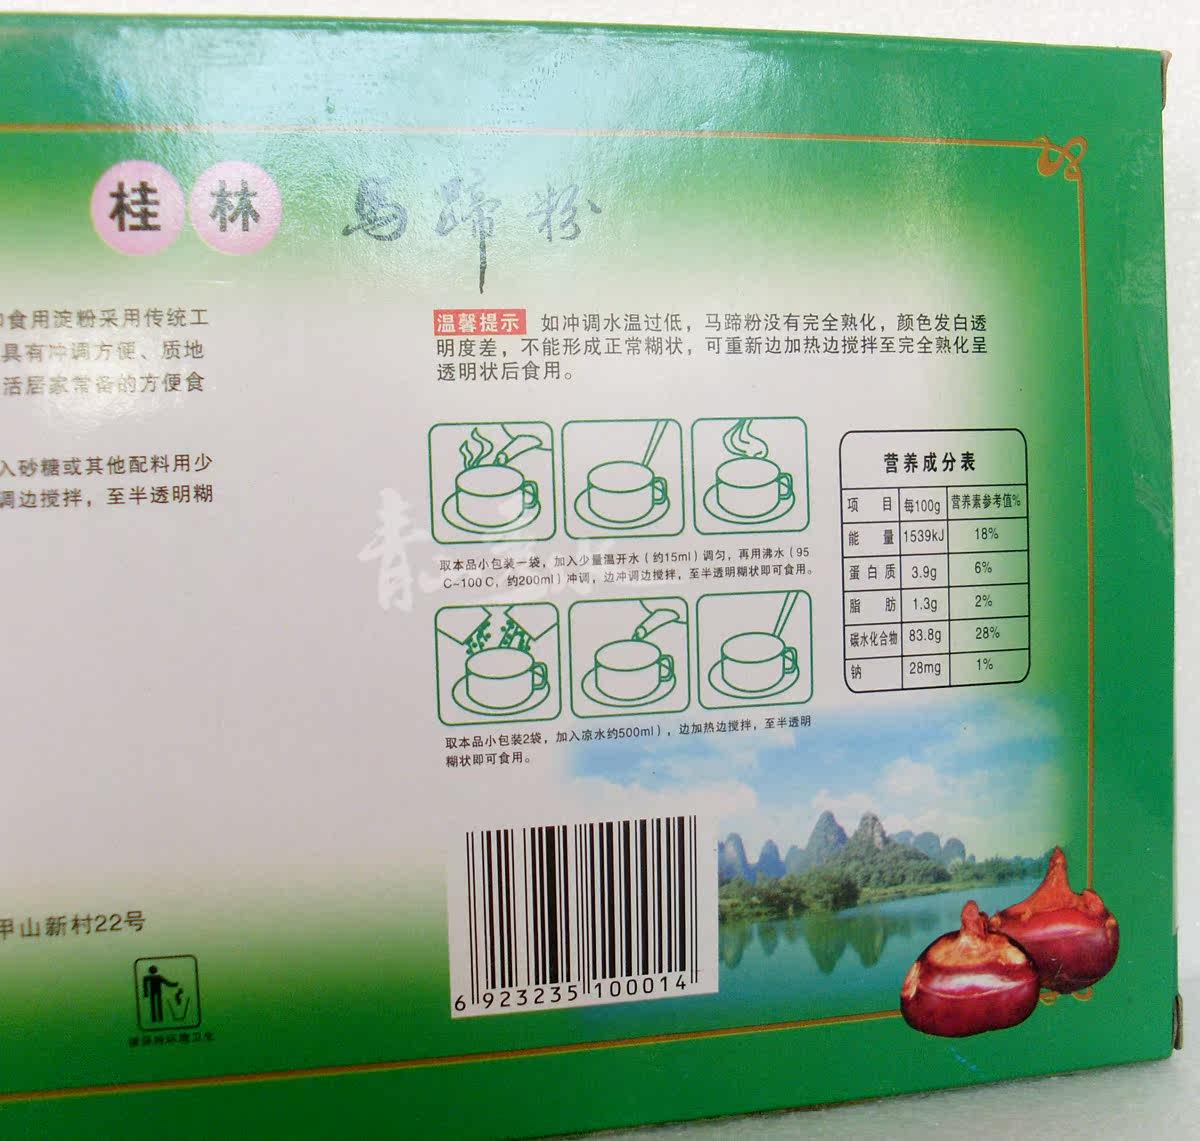 桂林 馬蹄粉
食用淀粉采用传统工
具有冲调方便、质地
活居家常备的方便食
入砂糖或其他配料用少
调边搅拌，至半透明糊
温馨提示 如冲调水温过低，马蹄粉没有完全熟化，颜色发白透
明度差，不能形成正常糊状，可重新边加热边搅拌至完全熟化呈
透明状后食用。
取本品小包装一袋，加入少量温开水（约15ml）调匀，再用沸水（95
C-100C，约200ml）冲调，边冲调边搅拌，至半透明糊状即可食用。
取本品小包装2袋，加入凉水约500ml），边加热边搅拌，至半透明
糊状即可食用。
营养成分表
项目 每100g 营养素参考值%
能量 1539kJ 18%
蛋白质 3.9g 6%
脂肪 1.3g 2%
碳水化合物 83.8g 28%
钠 28mg 1%
甲山新村22号
6 923235 100014